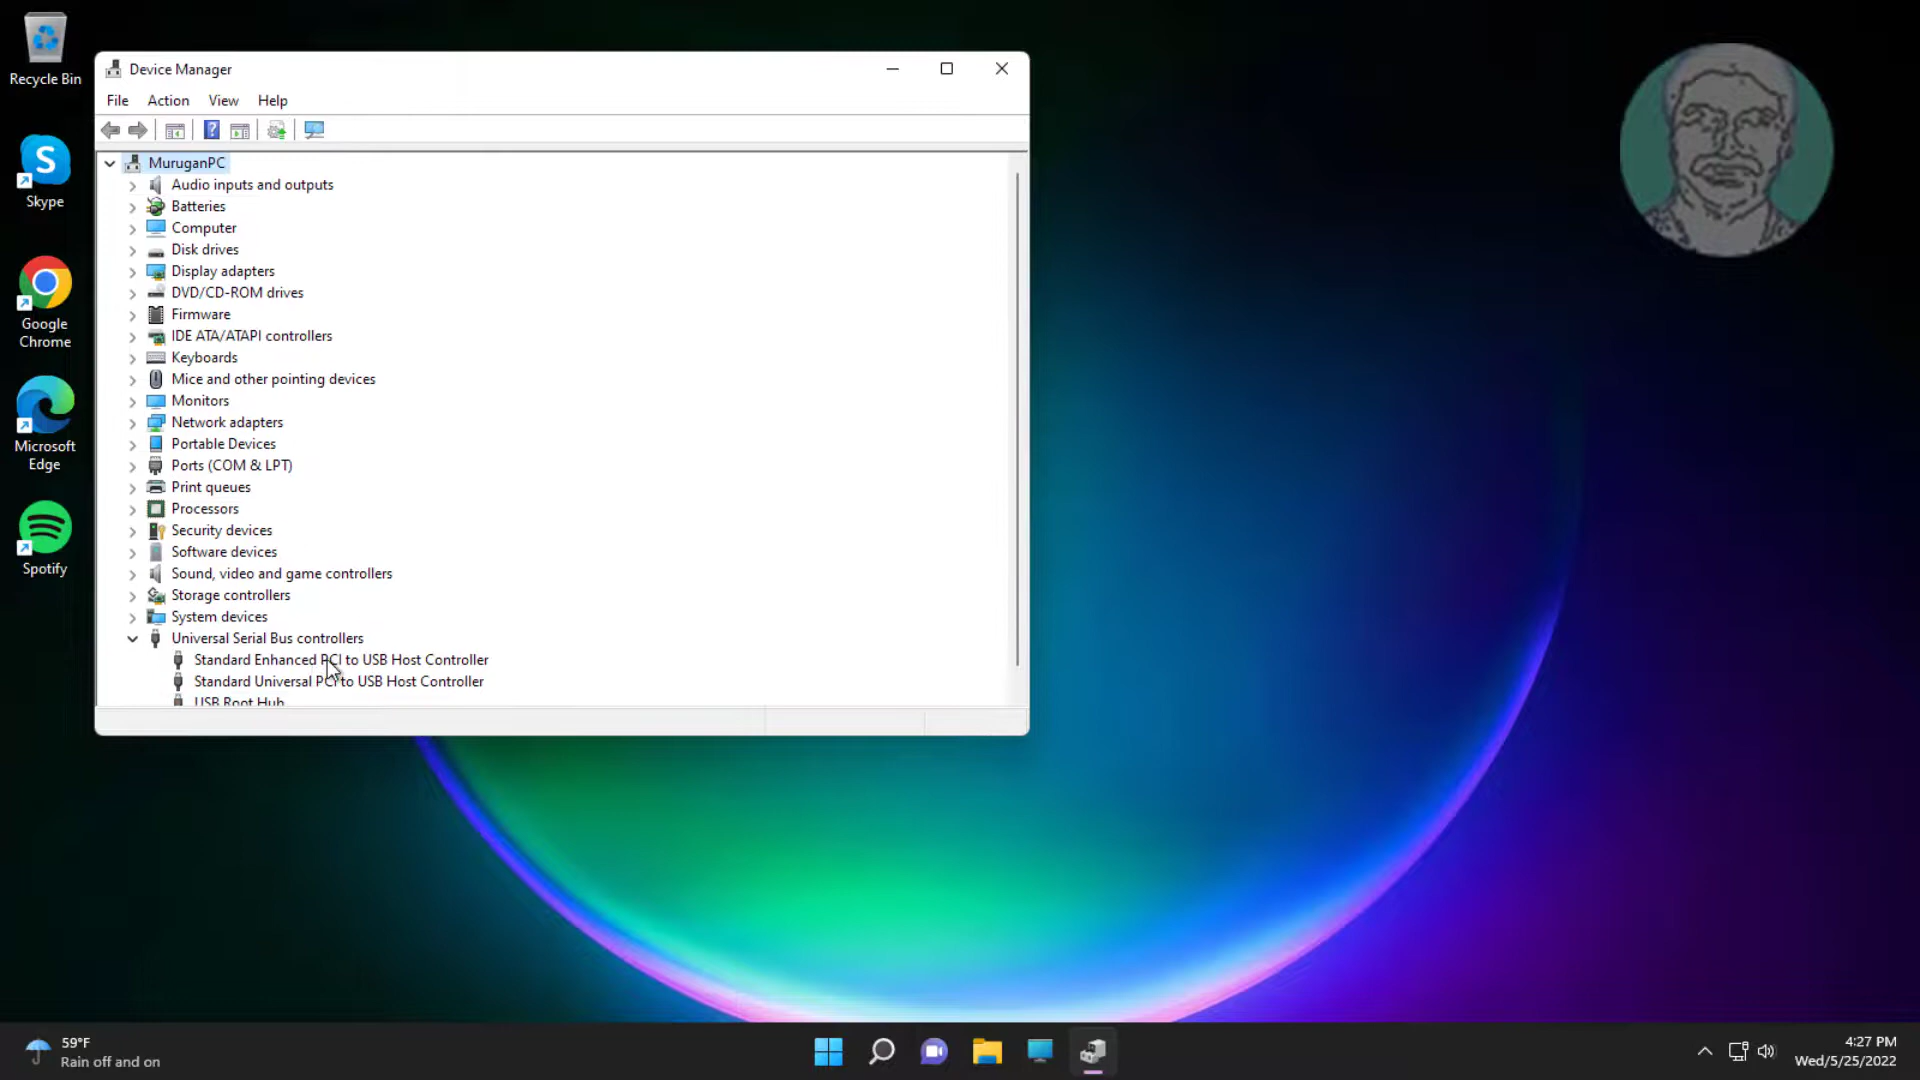 Recycle Bin
Skype
Google
Chrome
Microsoft
Edge
Spotify
Device Manager
File Action View Help
MuruganPC
Audio inputs and outputs
Batteries
Computer
Disk drives
Display adapters
DVD/CD-ROM drives
Firmware
IDE ATA/ATAPI controllers
Keyboards
Mice and other pointing devices
Monitors
Network adapters
Portable Devices
Ports (COM & LPT)
Print queues
Processors
Security devices
Software devices
Sound, video and game controllers
Storage controllers
System devices
Universal Serial Bus controllers
Standard Enhanced PCI to USB Host Controller
Standard Universal PCI to USB Host Controller
USB Root Hub
59°F
Rain off and on
4:27 PM
Wed/5/25/2022